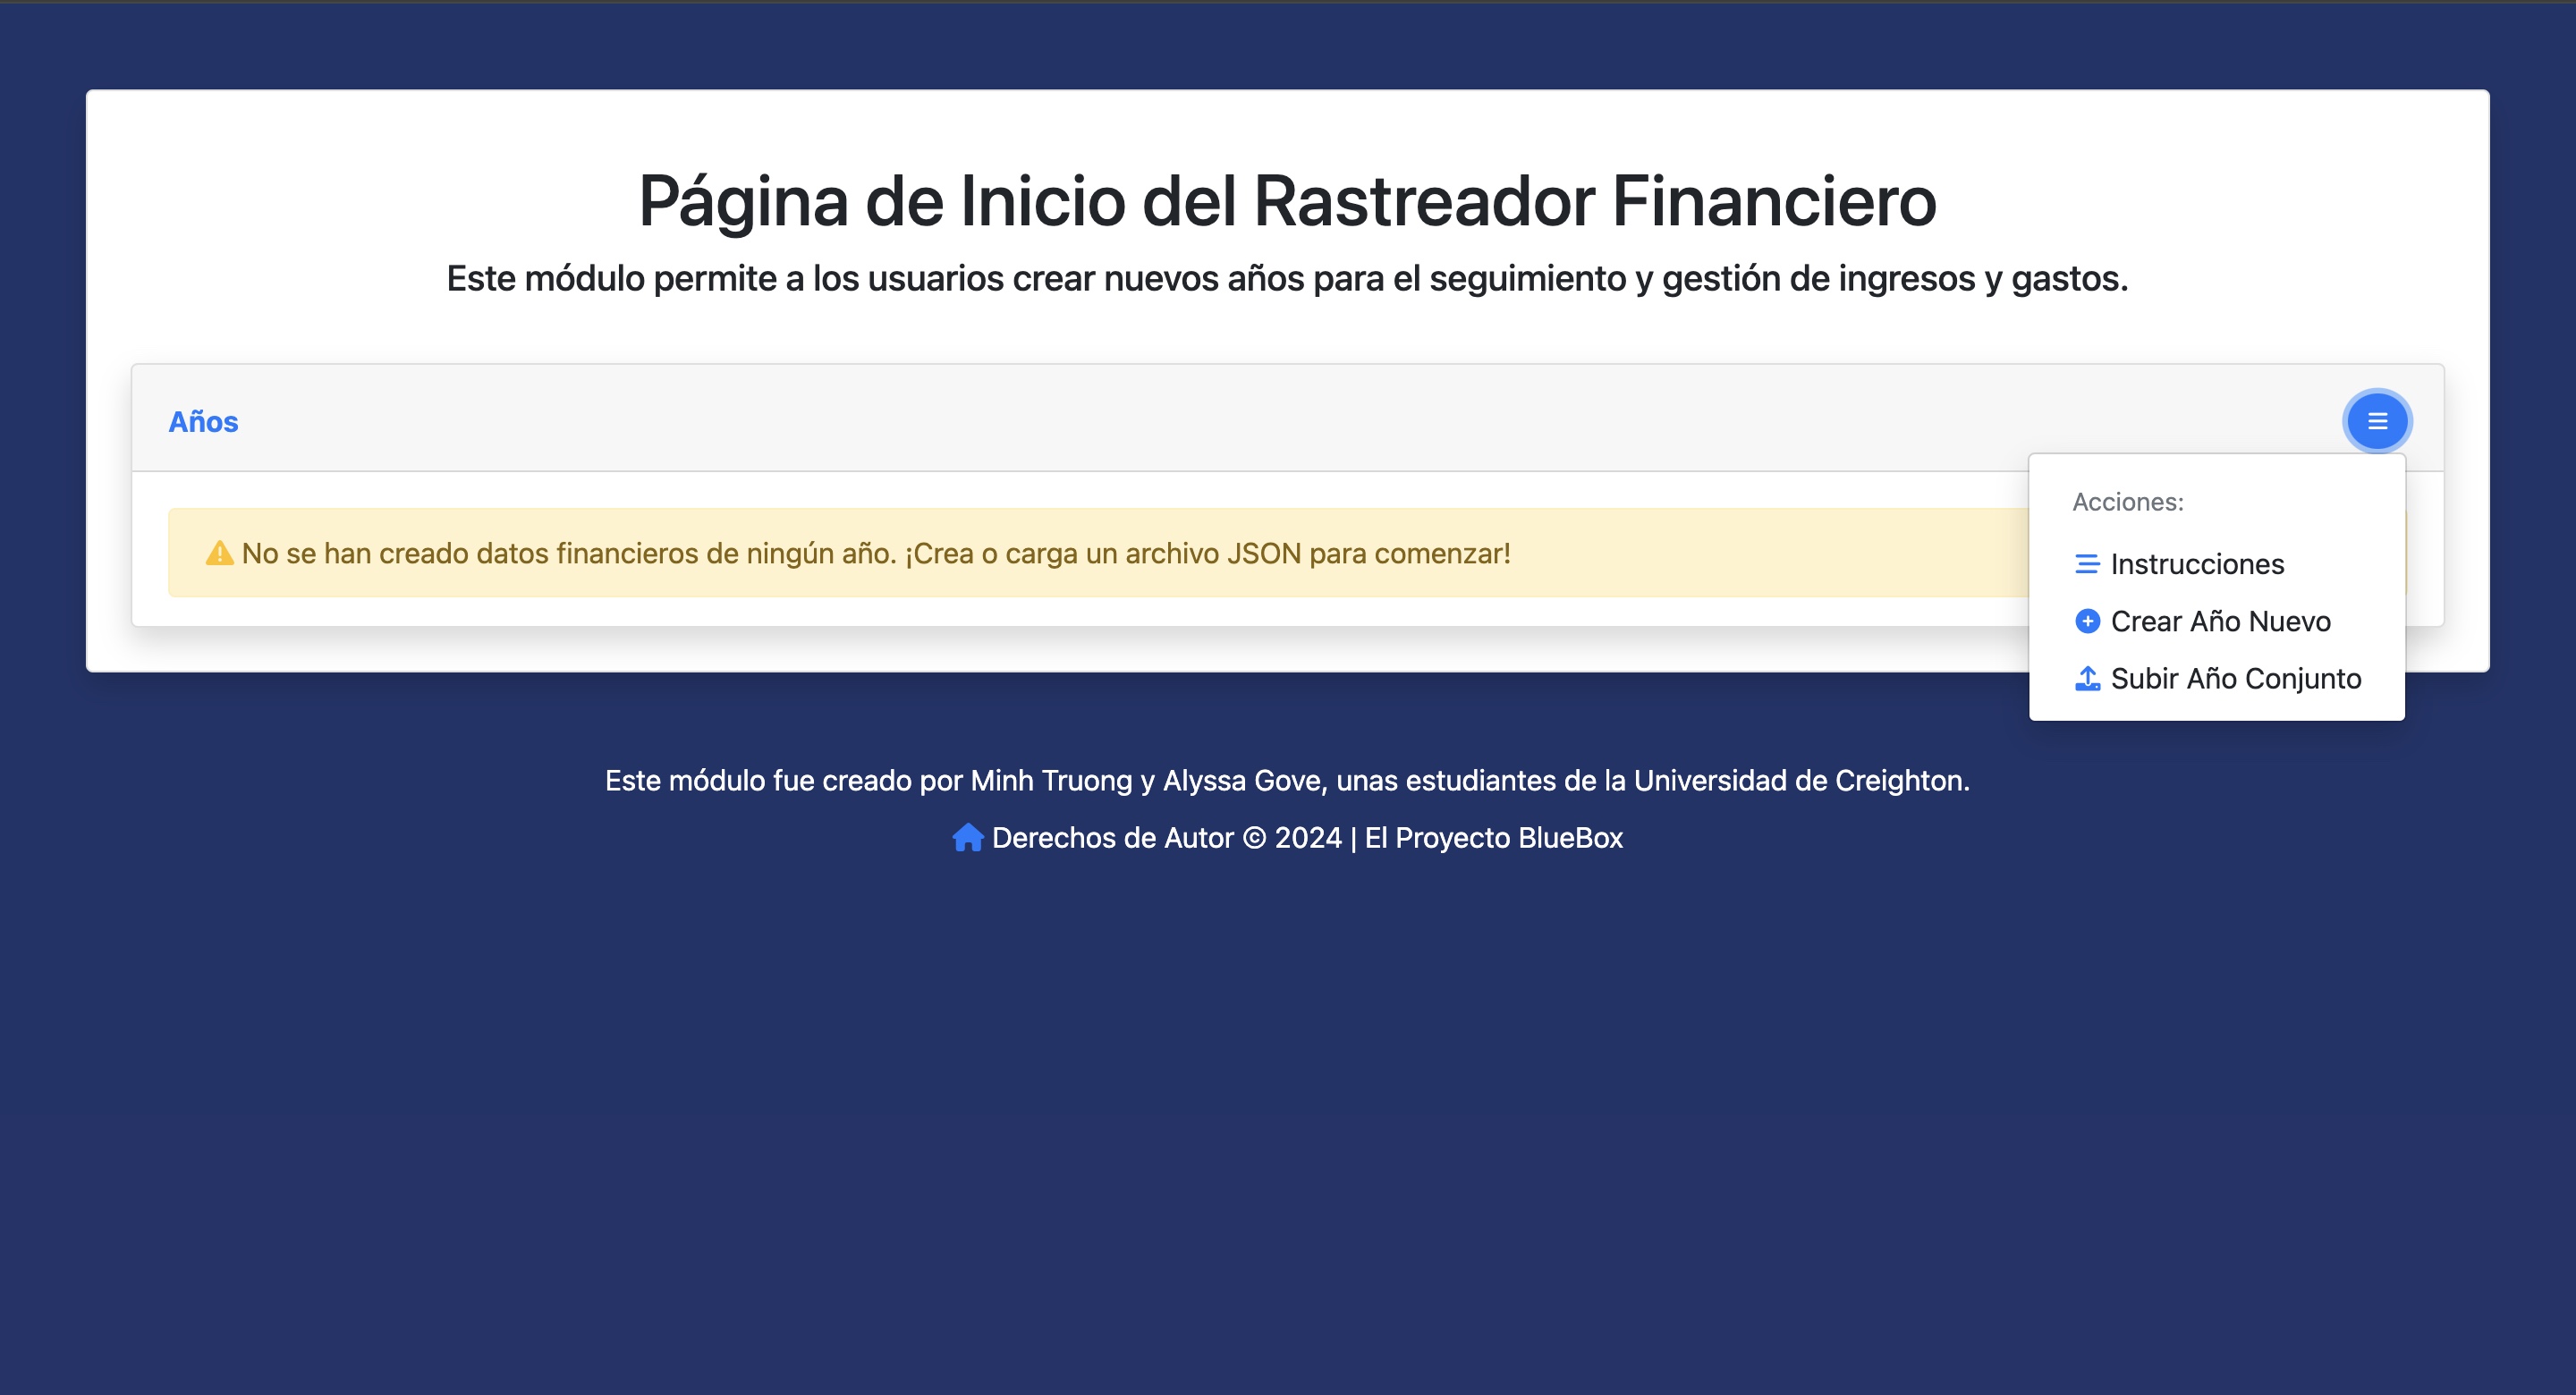 Página de Inicio del Rastreador Financiero
Este módulo permite a los usuarios crear nuevos años para el seguimiento y gestión de ingresos y gastos.
Años
No se han creado datos financieros de ningún año. ¡Crea o carga un archivo JSON para comenzar!
Acciones:
Instrucciones
Crear Año Nuevo
Subir Año Conjunto
Este módulo fue creado por Minh Truong y Alyssa Gove, unas estudiantes de la Universidad de Creighton.
Derechos de Autor © 2024 | El Proyecto BlueBox